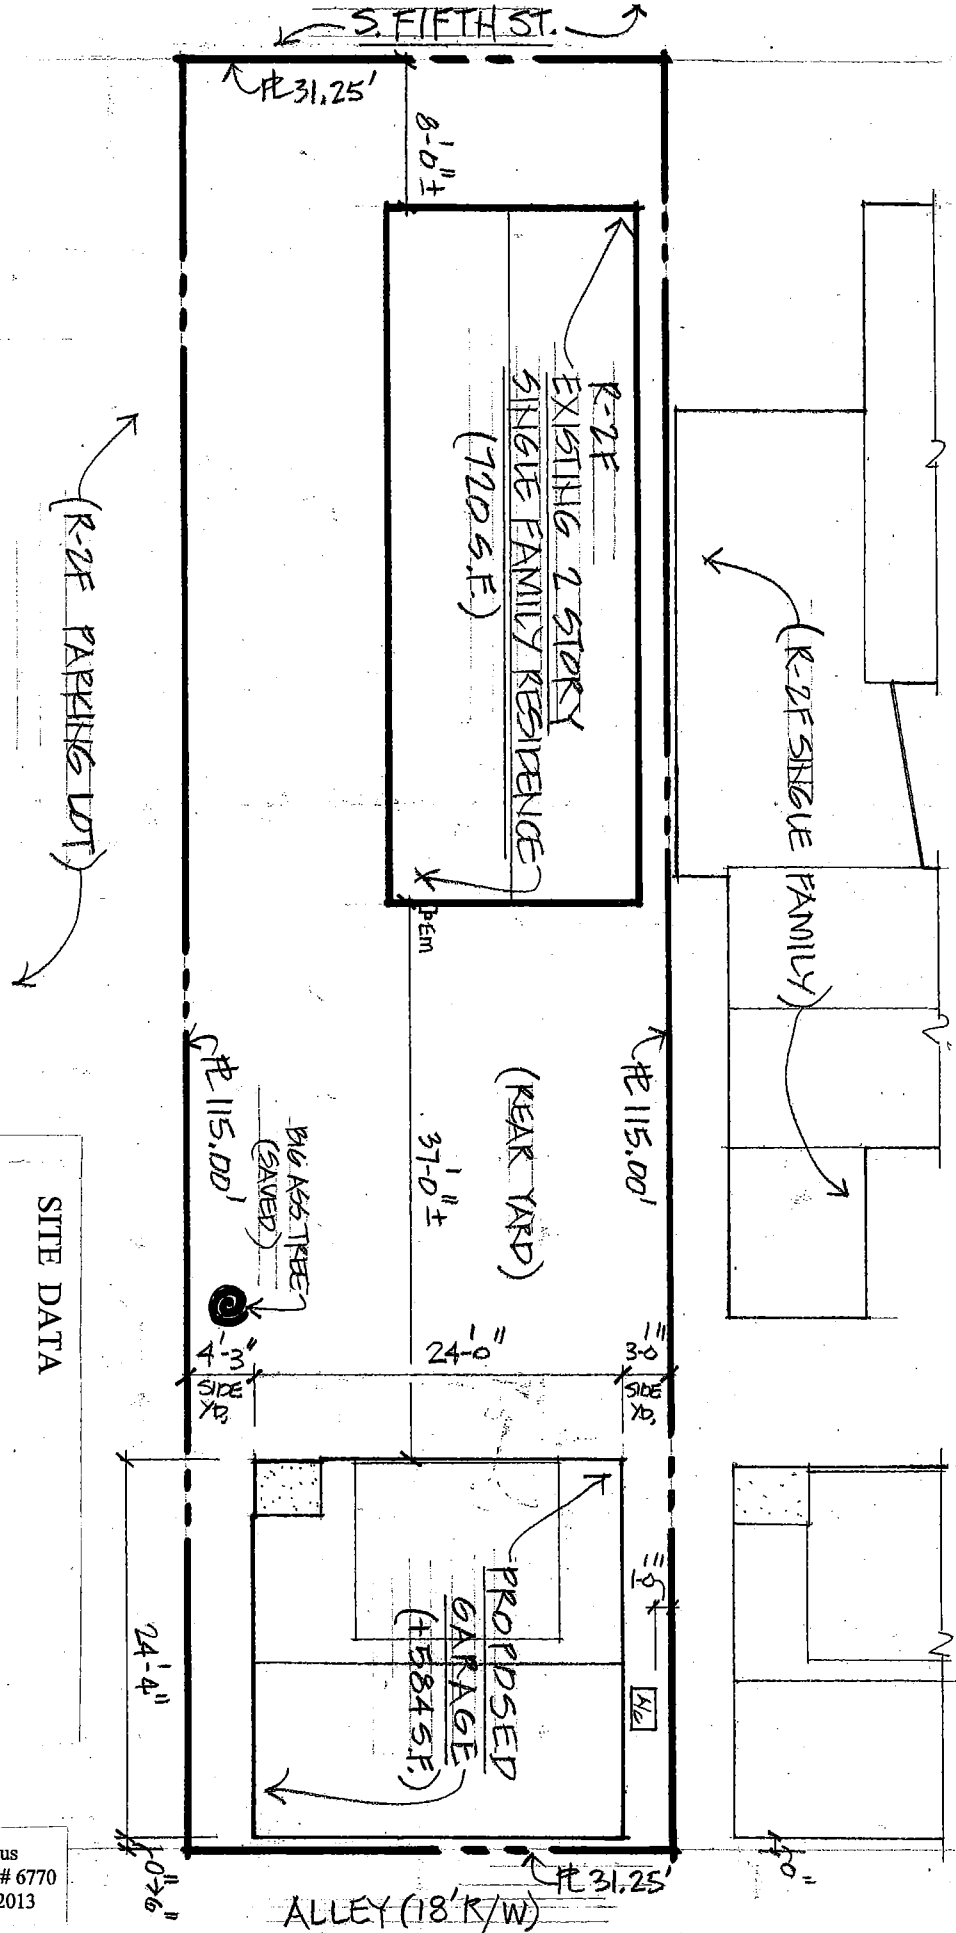 S. FIFTH ST.
PL 31.25'
8'-0"±
R-2F
EXISTING 2 STORY
SINGLE FAMILY RESIDENCE
(720 S.F.)
(R-2F PARKING LOT)
(R-2F SINGLE FAMILY)
PL 115.00'
(REAR YARD)
37'-0"±
PL 115.00'
BIG ASS TREE
(SAVED)
4'-3"
SIDE
YD.
24'-0"
3'-0"
SIDE
YD.
1'-0"
PROPOSED
GARAGE
(±584 S.F.)
24'-4"
SITE DATA
PL 31.25'
ALLEY (18' R/W)
us
# 6770
2013